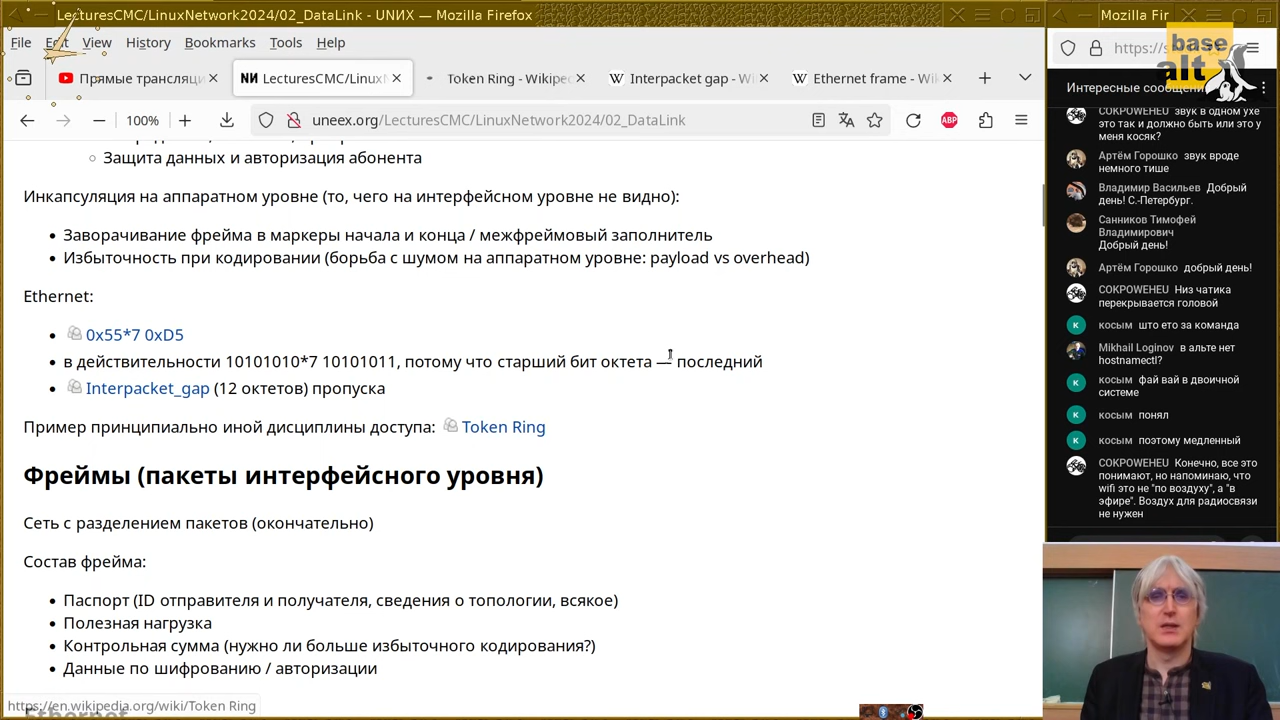 LecturesCMC/LinuxNetwork2024/02_DataLink - UNИX — Mozilla Firefox
File Edit View History Bookmarks Tools Help
Прямые трансляц
LecturesCMC/Linux
Token Ring - Wikipe
Interpacket gap - Wi
Ethernet frame - Wik
100%
uneex.org/LecturesCMC/LinuxNetwork2024/02_DataLink
ABP
Защита данных и авторизация абонента
Инкапсуляция на аппаратном уровне (то, чего на интерфейсном уровне не видно):
Заворачивание фрейма в маркеры начала и конца / межфреймовый заполнитель
Избыточность при кодировании (борьба с шумом на аппаратном уровне: payload vs overhead)
Ethernet:
0x55*7 0xD5
в действительности 10101010*7 10101011, потому что старший бит октета — последний
Interpacket_gap (12 октетов) пропуска
Пример принципиально иной дисциплины доступа: Token Ring
Фреймы (пакеты интерфейсного уровня)
Сеть с разделением пакетов (окончательно)
Состав фрейма:
Паспорт (ID отправителя и получателя, сведения о топологии, всякое)
Полезная нагрузка
Контрольная сумма (нужно ли больше избыточного кодирования?)
Данные по шифрованию / авторизации
https://en.wikipedia.org/wiki/Token Ring
Mozilla Fir
https://s
base
alt
Интересные сообщен
COKPOWEHEU звук в одном ухе
это так и должно быть или это у
меня косяк?
Артём Горошко звук вроде
немного тише
Владимир Васильев Добрый
день! С.-Петербург.
Санников Тимофей
Владимирович
Добрый день!
Артём Горошко добрый день!
COKPOWEHEU Низ чатика
перекрывается головой
К косым што ето за команда
Mikhail Loginov в альте нет
hostnamectl?
К косым фай вай в двоичной
системе
К косым понял
К косым поэтому медленный
COKPOWEHEU Конечно, все это
понимают, но напоминаю, что
wifi это не "по воздуху", а "в
эфире". Воздух для радиосвязи
не нужен